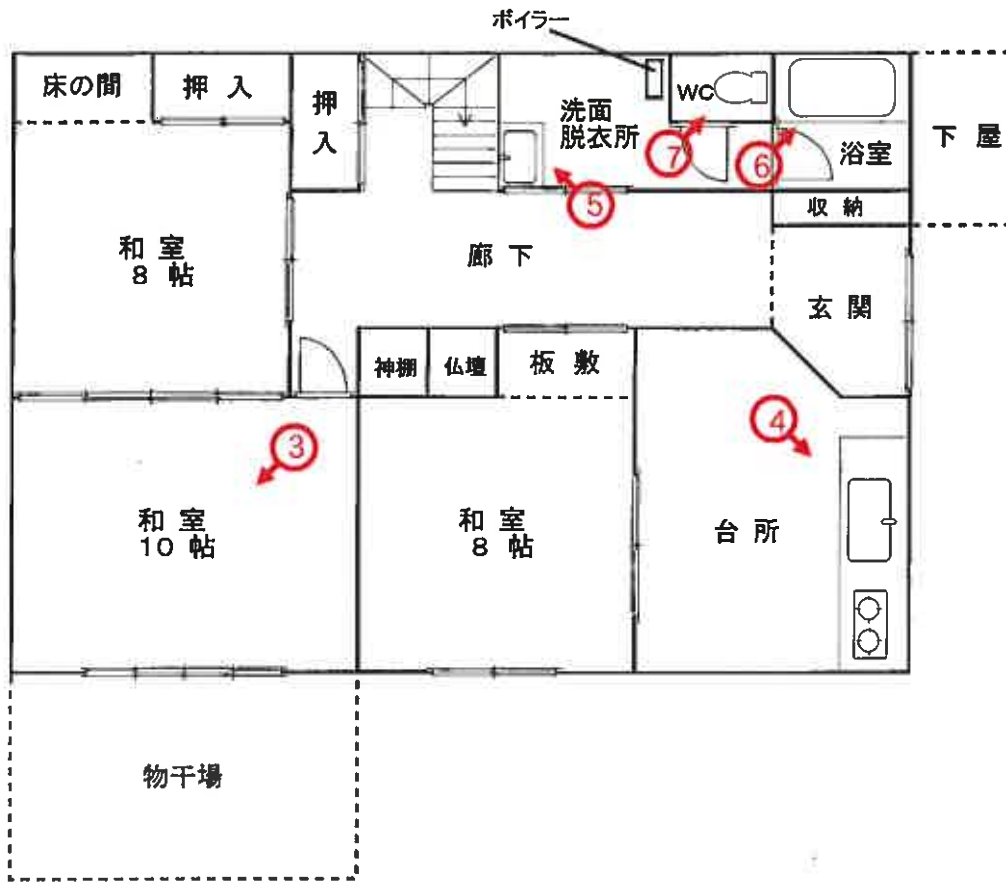 ボイラー
床の間
押 入
押
入
洗面
脱衣所
WC
浴室
下 屋
⑦
⑥
⑤
収 納
和 室
8 帖
廊 下
玄 関
神棚
仏壇
板 敷
③
④
和 室
10 帖
和 室
8 帖
台 所
物干場